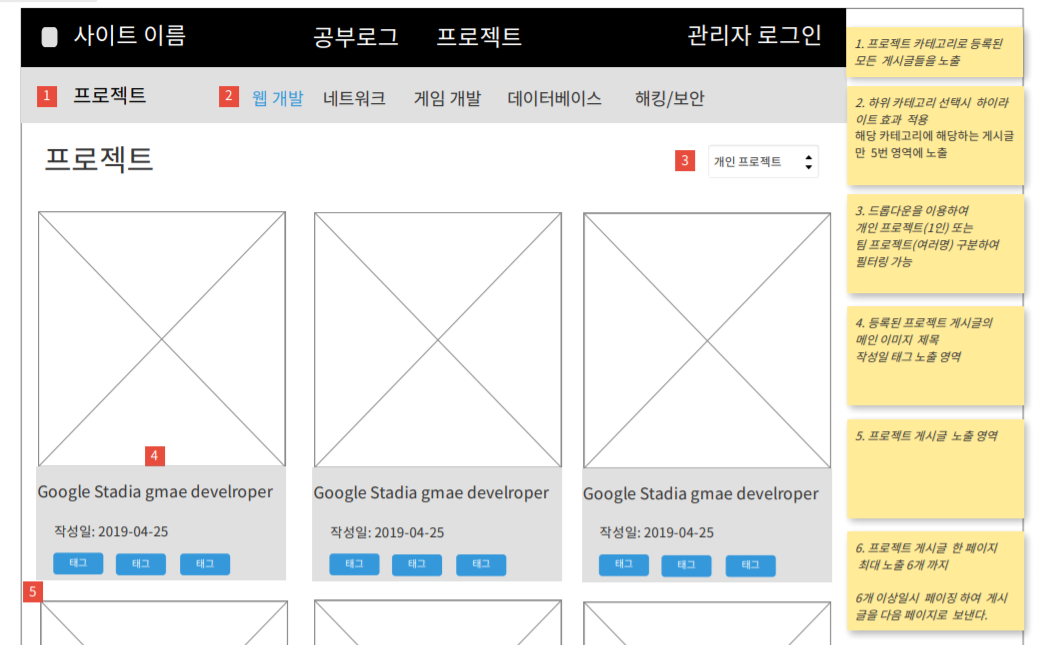 사이트 이름
공부로그
프로젝트
관리자 로그인
1
프로젝트
2
웹 개발
네트워크
게임 개발
데이터베이스
해킹/보안
프로젝트
3
개인 프로젝트
4
Google Stadia gmae develroper
작성일: 2019-04-25
태그
태그
태그
Google Stadia gmae develroper
작성일: 2019-04-25
태그
태그
태그
Google Stadia gmae develroper
작성일: 2019-04-25
태그
태그
태그
5
1. 프로젝트 카테고리로 등록된
모든 게시글들을 노출
2. 하위 카테고리 선택시 하이라
이트 효과 적용
해당 카테고리에 해당하는 게시글
만 5번 영역에 노출
3. 드롭다운을 이용하여
개인 프로젝트(1인) 또는
팀 프로젝트(여러명) 구분하여
필터링 가능
4. 등록된 프로젝트 게시글의
메인 이미지 제목
작성일 태그 노출 영역
5. 프로젝트 게시글 노출 영역
6. 프로젝트 게시글 한 페이지
최대 노출 6개 까지
6개 이상일시 페이징 하여 게시
글을 다음 페이지로 보낸다.